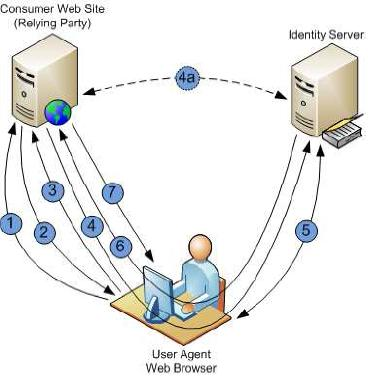 Consumer Web Site
(Relying Party)
Identity Server
4a
3
7
1
2
4
6
5
User Agent
Web Browser